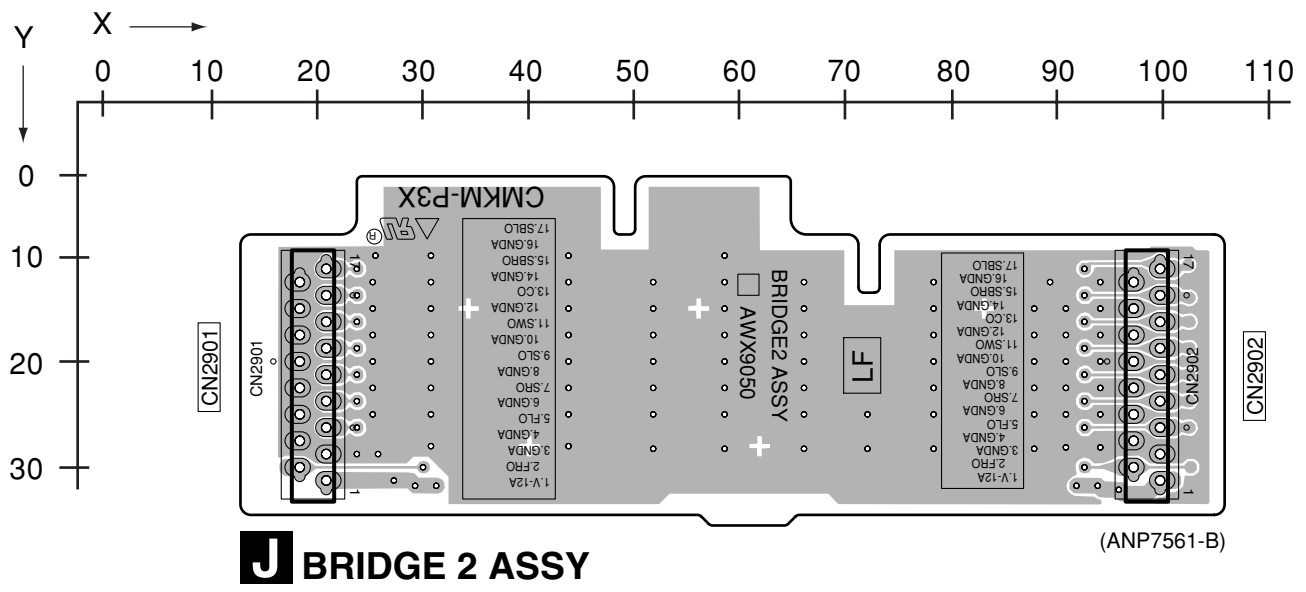 X
Y
0 10 20 30 40 50 60 70 80 90 100 110
0
10
20
30
CMKM-P3X
®
17.SBLO
16.GNDA
15.SBRO
14.GNDA
13.CO
12.GNDA
11.SWO
10.GNDA
9.SLO
8.GNDA
7.SRO
6.GNDA
5.FLO
4.GNDA
3.GNDA
2.FRO
1.V-12A
17
1
CN2901
CN2901
BRIDGE2 ASSY
AWX9050
LF
17.SBLO
16.GNDA
15.SBRO
14.GNDA
13.CO
12.GNDA
11.SWO
10.GNDA
9.SLO
8.GNDA
7.SRO
6.GNDA
5.FLO
4.GNDA
3.GNDA
2.FRO
1.V-12A
17
1
CN2902
CN2902
J BRIDGE 2 ASSY
(ANP7561-B)